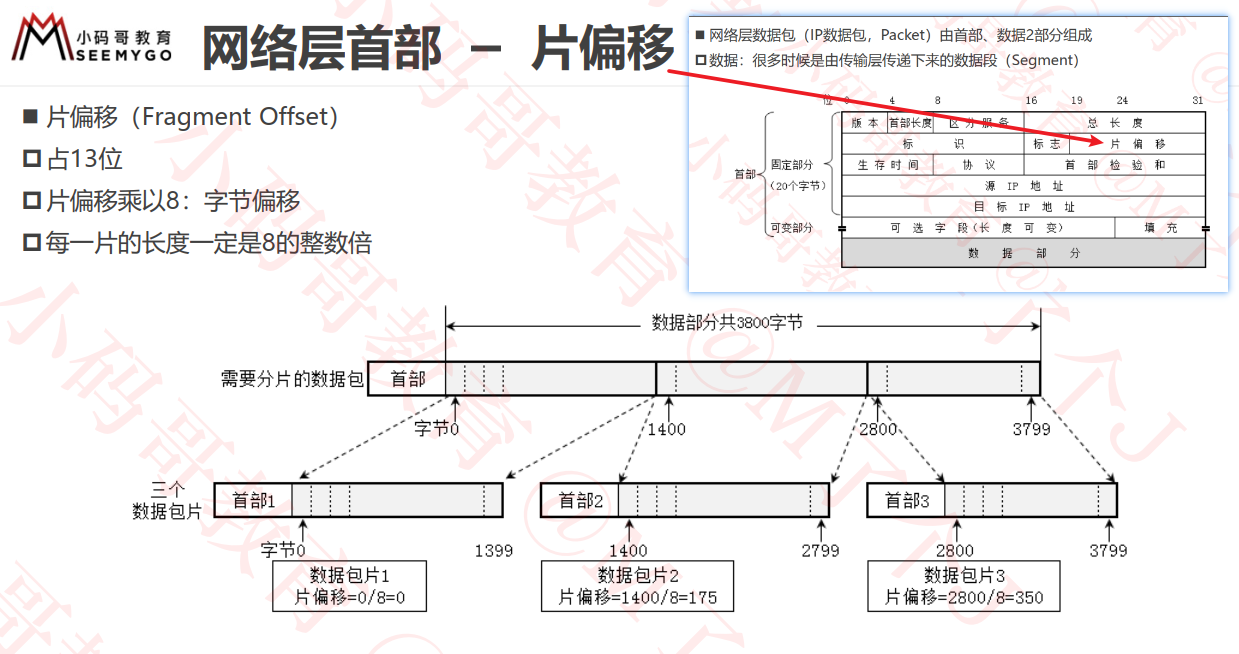 小码哥教育
SEEMYGO
网络层首部 － 片偏移
■ 片偏移（Fragment Offset）
占13位
片偏移乘以8：字节偏移
每一片的长度一定是8的整数倍
■ 网络层数据包（IP数据包，Packet）由首部、数据2部分组成
数据：很多时候是由传输层传递下来的数据段（Segment）
位 0 4 8 16 19 24 31
版 本 首部长度 区 分 服 务 总 长 度
标 识 标 志 片 偏 移
生 存 时 间 协 议 首 部 检 验 和
源 IP 地 址
目 标 IP 地 址
可 选 字 段 (长 度 可 变) 填 充
数 据 部 分
首部
固定部分
（20个字节）
可变部分
数据部分共3800字节
需要分片的数据包
首部
字节0 1400 2800 3799
三个
数据包片
首部1 首部2 首部3
字节0 1399 1400 2799 2800 3799
数据包片1
片偏移=0/8=0
数据包片2
片偏移=1400/8=175
数据包片3
片偏移=2800/8=350
小码哥教育 @M了个J